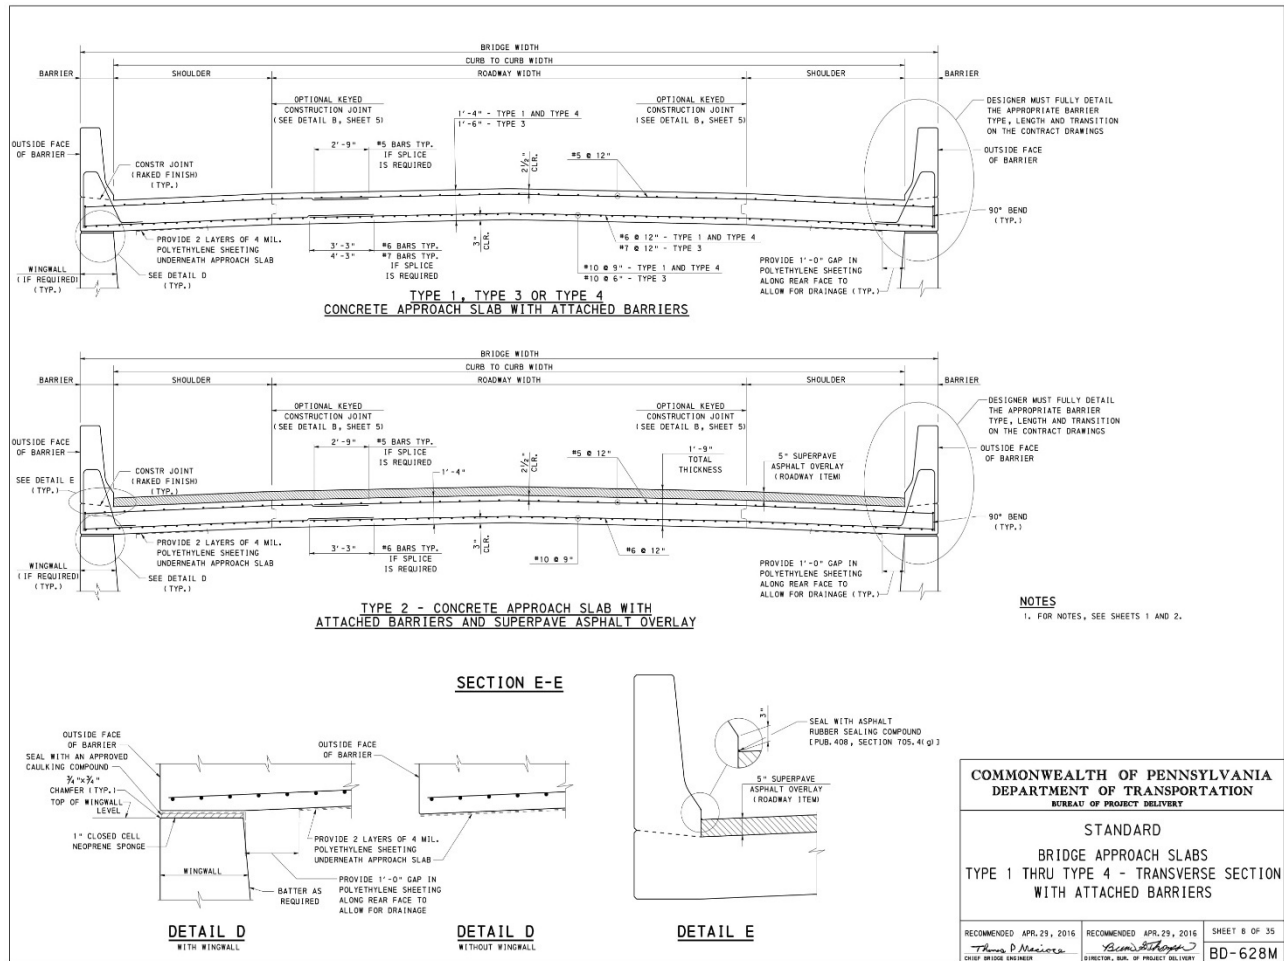 BRIDGE WIDTH
CURB TO CURB WIDTH
BARRIER
SHOULDER
ROADWAY WIDTH
SHOULDER
BARRIER
OPTIONAL KEYED
CONSTRUCTION JOINT
(SEE DETAIL B, SHEET 5)
1'-4" - TYPE 1 AND TYPE 4
1'-6" - TYPE 3
OPTIONAL KEYED
CONSTRUCTION JOINT
(SEE DETAIL B, SHEET 5)
DESIGNER MUST FULLY DETAIL
THE APPROPRIATE BARRIER
TYPE, LENGTH AND TRANSITION
ON THE CONTRACT DRAWINGS
OUTSIDE FACE
OF BARRIER
CONSTR JOINT
(RAKED FINISH)
(TYP.)
2'-9"
#5 BARS TYP.
IF SPLICE
IS REQUIRED
2½"
CLR.
#5 @ 12"
OUTSIDE FACE
OF BARRIER
90° BEND
(TYP.)
PROVIDE 2 LAYERS OF 4 MIL.
POLYETHYLENE SHEETING
UNDERNEATH APPROACH SLAB
3'-3"
4'-3"
#6 BARS TYP.
#7 BARS TYP.
IF SPLICE
IS REQUIRED
3"
CLR.
#6 @ 12" - TYPE 1 AND TYPE 4
#7 @ 12" - TYPE 3
#10 @ 9" - TYPE 1 AND TYPE 4
#10 @ 6" - TYPE 3
PROVIDE 1'-0" GAP IN
POLYETHYLENE SHEETING
ALONG REAR FACE TO
ALLOW FOR DRAINAGE (TYP.)
WINGWALL
(IF REQUIRED)
(TYP.)
SEE DETAIL D
(TYP.)
TYPE 1, TYPE 3 OR TYPE 4
CONCRETE APPROACH SLAB WITH ATTACHED BARRIERS
BRIDGE WIDTH
CURB TO CURB WIDTH
BARRIER
SHOULDER
ROADWAY WIDTH
SHOULDER
BARRIER
OPTIONAL KEYED
CONSTRUCTION JOINT
(SEE DETAIL B, SHEET 5)
OPTIONAL KEYED
CONSTRUCTION JOINT
(SEE DETAIL B, SHEET 5)
DESIGNER MUST FULLY DETAIL
THE APPROPRIATE BARRIER
TYPE, LENGTH AND TRANSITION
ON THE CONTRACT DRAWINGS
OUTSIDE FACE
OF BARRIER
CONSTR JOINT
(RAKED FINISH)
(TYP.)
SEE DETAIL E
(TYP.)
2'-9"
#5 BARS TYP.
IF SPLICE
IS REQUIRED
1'-4"
2½"
CLR.
#5 @ 12"
1'-9"
TOTAL
THICKNESS
5" SUPERPAVE
ASPHALT OVERLAY
(ROADWAY ITEM)
OUTSIDE FACE
OF BARRIER
90° BEND
(TYP.)
PROVIDE 2 LAYERS OF 4 MIL.
POLYETHYLENE SHEETING
UNDERNEATH APPROACH SLAB
3'-3"
#6 BARS TYP.
IF SPLICE
IS REQUIRED
3"
CLR.
#10 @ 9"
#6 @ 12"
PROVIDE 1'-0" GAP IN
POLYETHYLENE SHEETING
ALONG REAR FACE TO
ALLOW FOR DRAINAGE (TYP.)
WINGWALL
(IF REQUIRED)
(TYP.)
SEE DETAIL D
(TYP.)
TYPE 2 - CONCRETE APPROACH SLAB WITH
ATTACHED BARRIERS AND SUPERPAVE ASPHALT OVERLAY
NOTES
1. FOR NOTES, SEE SHEETS 1 AND 2.
SECTION E-E
OUTSIDE FACE
OF BARRIER
SEAL WITH AN APPROVED
CAULKING COMPOUND
¾"x¾"
CHAMFER (TYP.)
TOP OF WINGWALL
LEVEL
1" CLOSED CELL
NEOPRENE SPONGE
WINGWALL
PROVIDE 2 LAYERS OF 4 MIL.
POLYETHYLENE SHEETING
UNDERNEATH APPROACH SLAB
PROVIDE 1'-0" GAP IN
POLYETHYLENE SHEETING
ALONG REAR FACE TO
ALLOW FOR DRAINAGE
BATTER AS
REQUIRED
DETAIL D
WITH WINGWALL
OUTSIDE FACE
OF BARRIER
DETAIL D
WITHOUT WINGWALL
3"
SEAL WITH ASPHALT
RUBBER SEALING COMPOUND
[PUB.408, SECTION 705.4(g)]
5" SUPERPAVE
ASPHALT OVERLAY
(ROADWAY ITEM)
DETAIL E
COMMONWEALTH OF PENNSYLVANIA
DEPARTMENT OF TRANSPORTATION
BUREAU OF PROJECT DELIVERY
STANDARD
BRIDGE APPROACH SLABS
TYPE 1 THRU TYPE 4 - TRANSVERSE SECTION
WITH ATTACHED BARRIERS
RECOMMENDED APR.29, 2016
CHIEF BRIDGE ENGINEER
RECOMMENDED APR.29, 2016
DIRECTOR, BUR. OF PROJECT DELIVERY
SHEET 8 OF 35
BD-628M